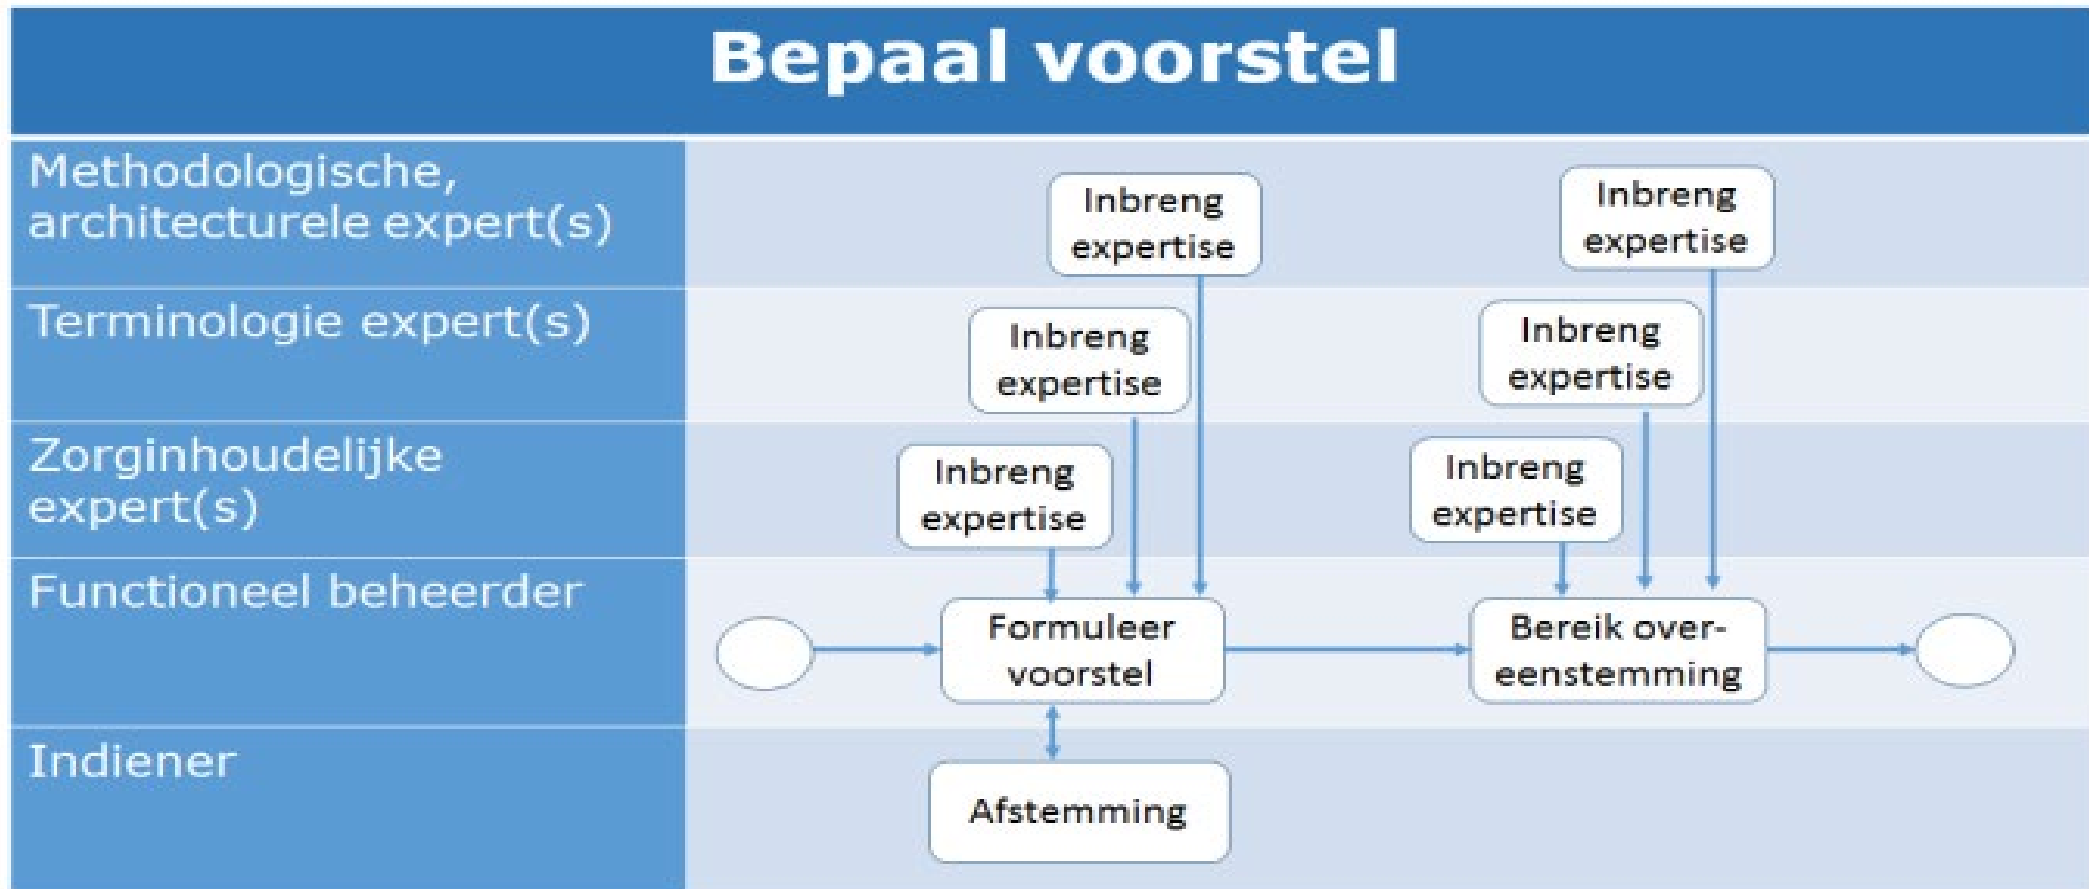 Bepaal voorstel
Methodologische,
architecturele expert(s)
Inbreng
expertise
Inbreng
expertise
Terminologie expert(s)
Inbreng
expertise
Inbreng
expertise
Zorginhoudelijke
expert(s)
Inbreng
expertise
Inbreng
expertise
Functioneel beheerder
Formuleer
voorstel
Bereik over-
eenstemming
Indiener
Afstemming